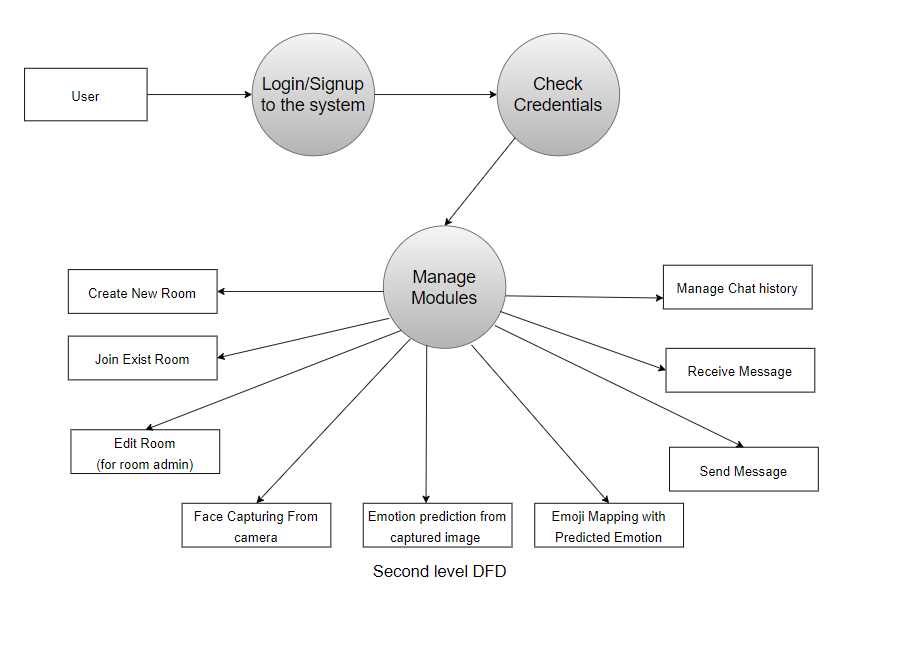 User
Login/Signup
to the system
Check
Credentials
Manage
Modules
Create New Room
Manage Chat history
Join Exist Room
Receive Message
Edit Room
(for room admin)
Send Message
Face Capturing From
camera
Emotion prediction from
captured image
Emoji Mapping with
Predicted Emotion
Second level DFD